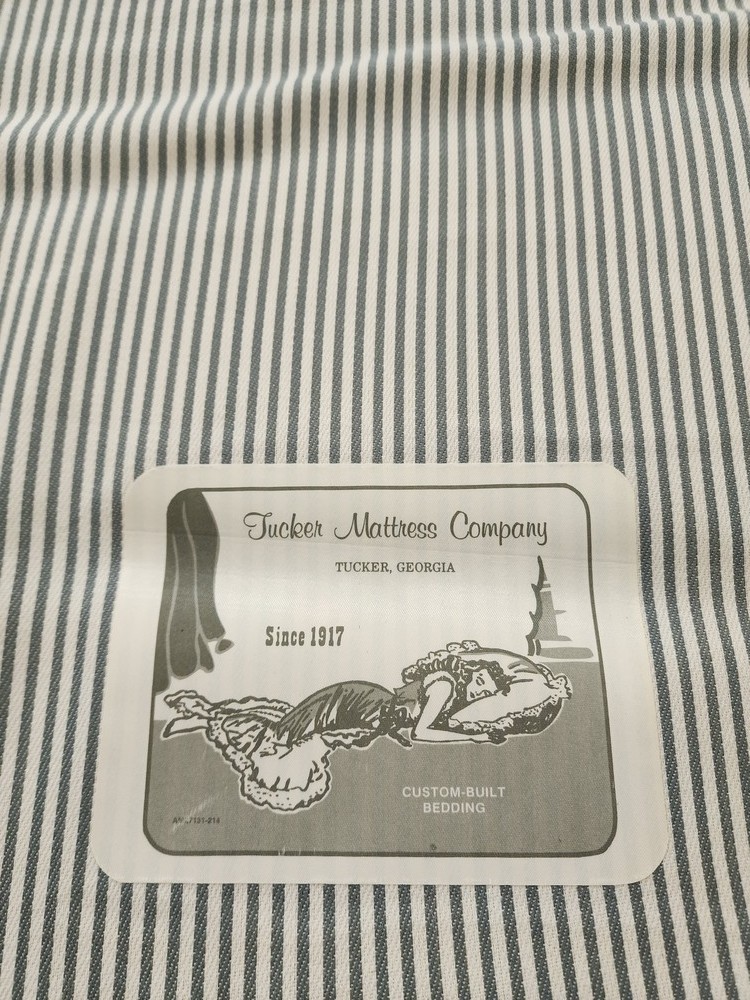 Tucker Mattress Company
TUCKER, GEORGIA
Since 1917
CUSTOM-BUILT
BEDDING